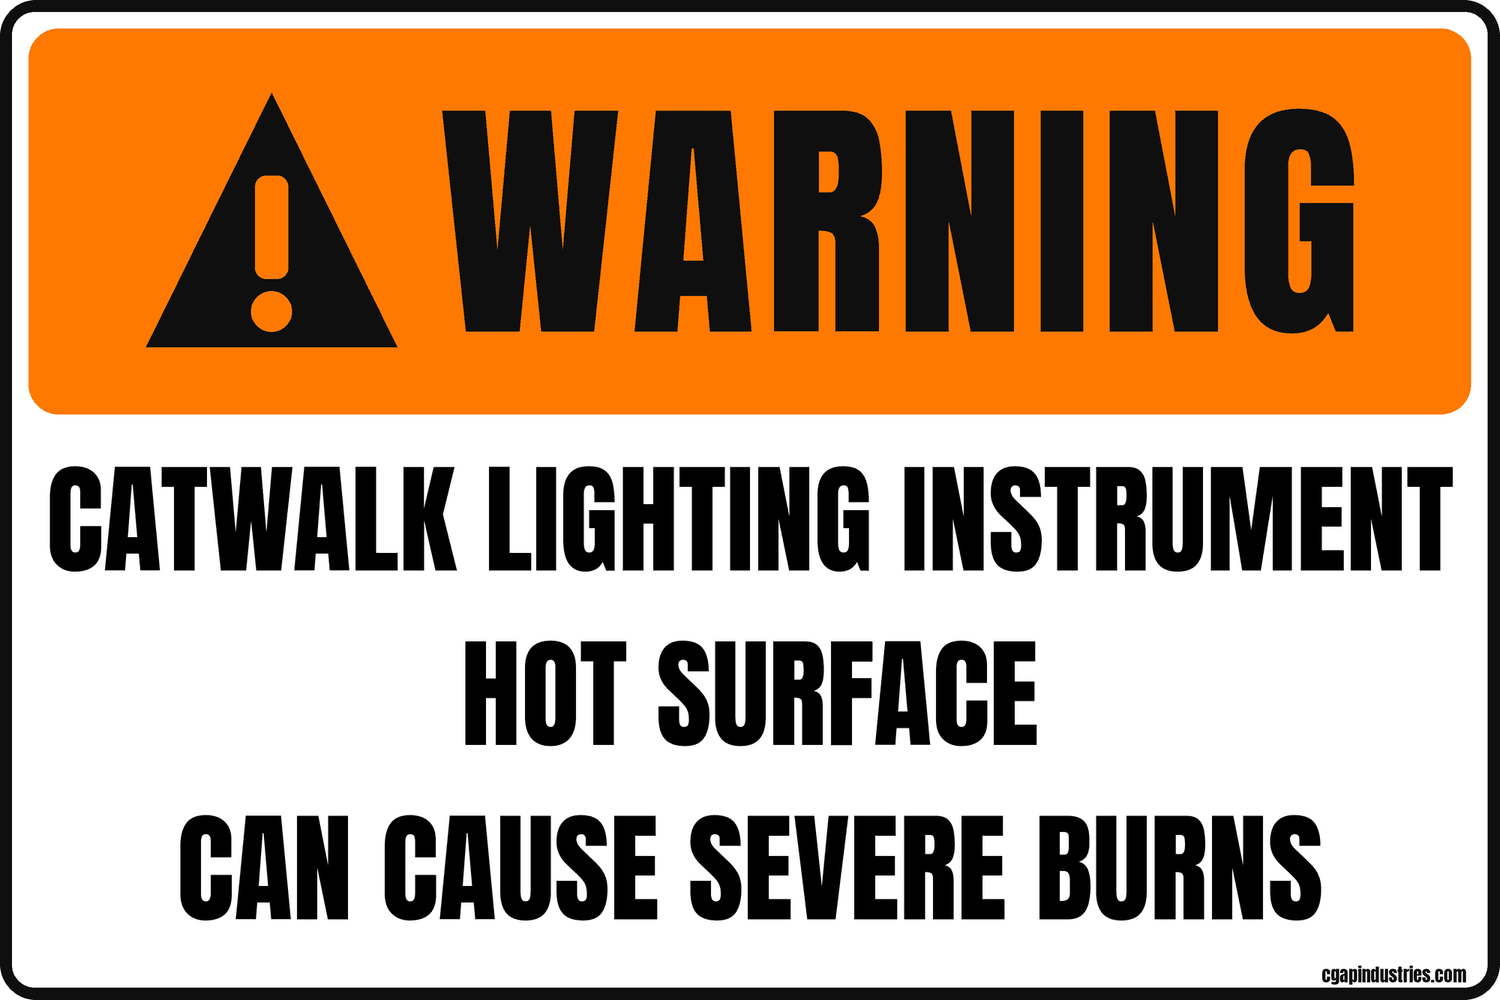 WARNING
CATWALK LIGHTING INSTRUMENT
HOT SURFACE
CAN CAUSE SEVERE BURNS
cgapindustries.com